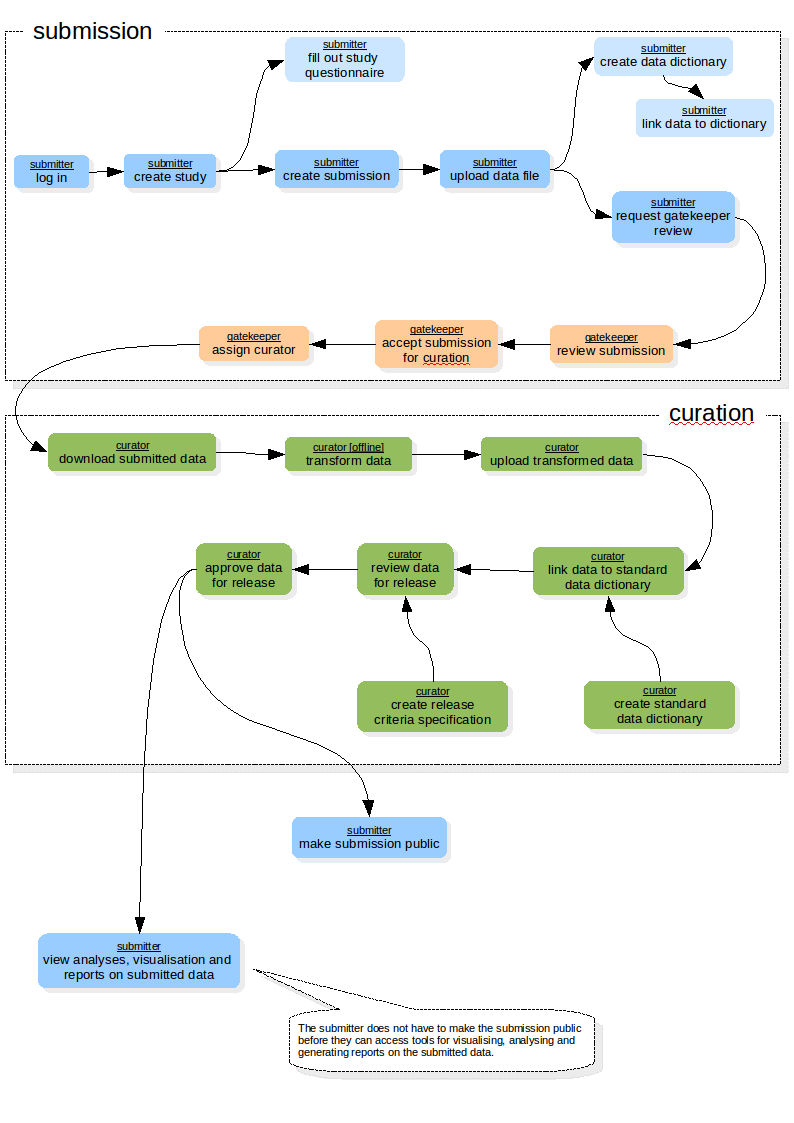 submission
submitter
fill out study
questionnaire
submitter
create data dictionary
submitter
link data to dictionary
submitter
log in
submitter
create study
submitter
create submission
submitter
upload data file
submitter
request gatekeeper
review
gatekeeper
assign curator
gatekeeper
accept submission
for curation
gatekeeper
review submission
curation
curator
download submitted data
curator [offline]
transform data
curator
upload transformed data
curator
approve data
for release
curator
review data
for release
curator
link data to standard
data dictionary
curator
create release
criteria specification
curator
create standard
data dictionary
submitter
make submission public
submitter
view analyses, visualisation and
reports on submitted data
The submitter does not have to make the submission public
before they can access tools for visualising, analysing and
generating reports on the submitted data.